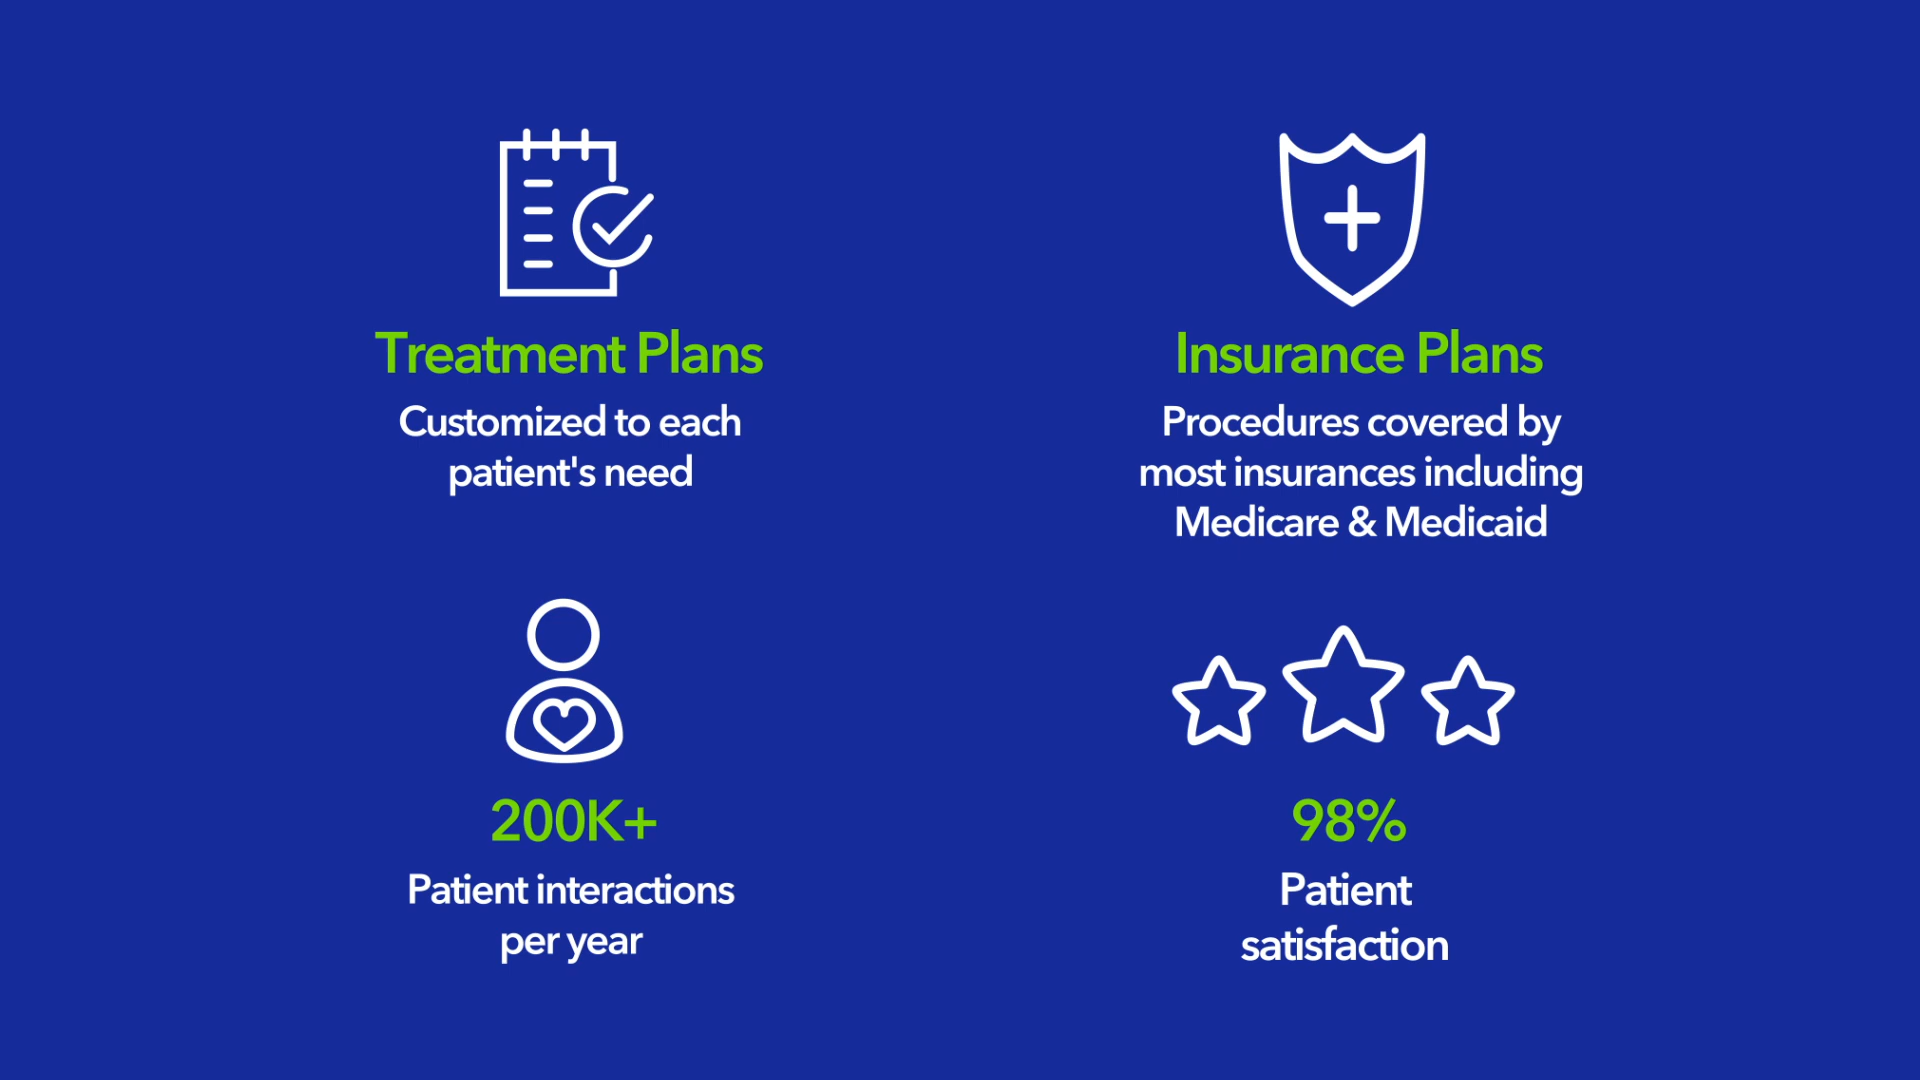 Treatment Plans
Customized to each
patient's need
Insurance Plans
Procedures covered by
most insurances including
Medicare & Medicaid
200K+
Patient interactions
per year
98%
Patient
satisfaction